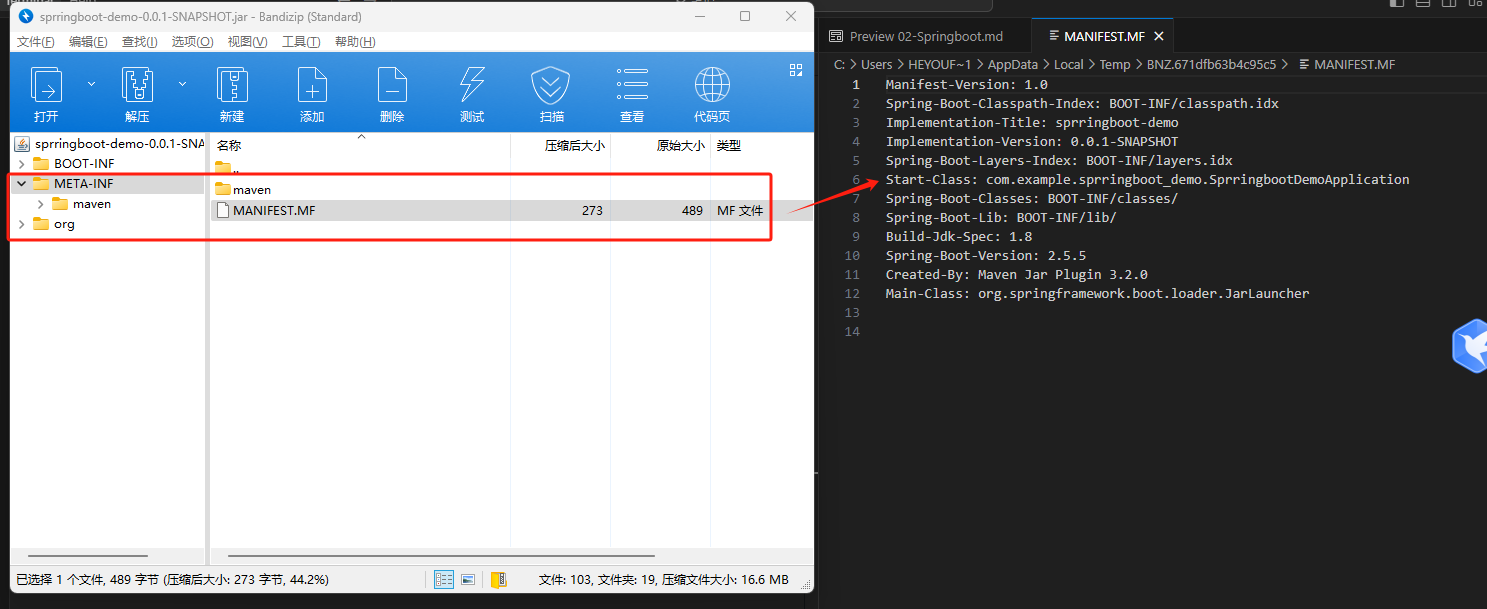 sprringboot-demo-0.0.1-SNAPSHOT.jar - Bandizip (Standard)
文件(F) 编辑(E) 查找(I) 选项(O) 视图(V) 工具(T) 帮助(H)
打开 解压 新建 添加 删除 测试 扫描 查看 代码页
sprringboot-demo-0.0.1-SNA
BOOT-INF
META-INF
maven
org
名称 压缩后大小 原始大小 类型
..
maven
MANIFEST.MF 273 489 MF 文件
已选择 1 个文件, 489 字节 (压缩后大小: 273 字节, 44.2%)
文件: 103, 文件夹: 19, 压缩文件大小: 16.6 MB
Preview 02-Springboot.md
MANIFEST.MF
C: > Users > HEYOUF~1 > AppData > Local > Temp > BNZ.671dfb63b4c95c5 > MANIFEST.MF
1 Manifest-Version: 1.0
2 Spring-Boot-Classpath-Index: BOOT-INF/classpath.idx
3 Implementation-Title: sprringboot-demo
4 Implementation-Version: 0.0.1-SNAPSHOT
5 Spring-Boot-Layers-Index: BOOT-INF/layers.idx
6 Start-Class: com.example.sprringboot_demo.SprringbootDemoApplication
7 Spring-Boot-Classes: BOOT-INF/classes/
8 Spring-Boot-Lib: BOOT-INF/lib/
9 Build-Jdk-Spec: 1.8
10 Spring-Boot-Version: 2.5.5
11 Created-By: Maven Jar Plugin 3.2.0
12 Main-Class: org.springframework.boot.loader.JarLauncher
13
14